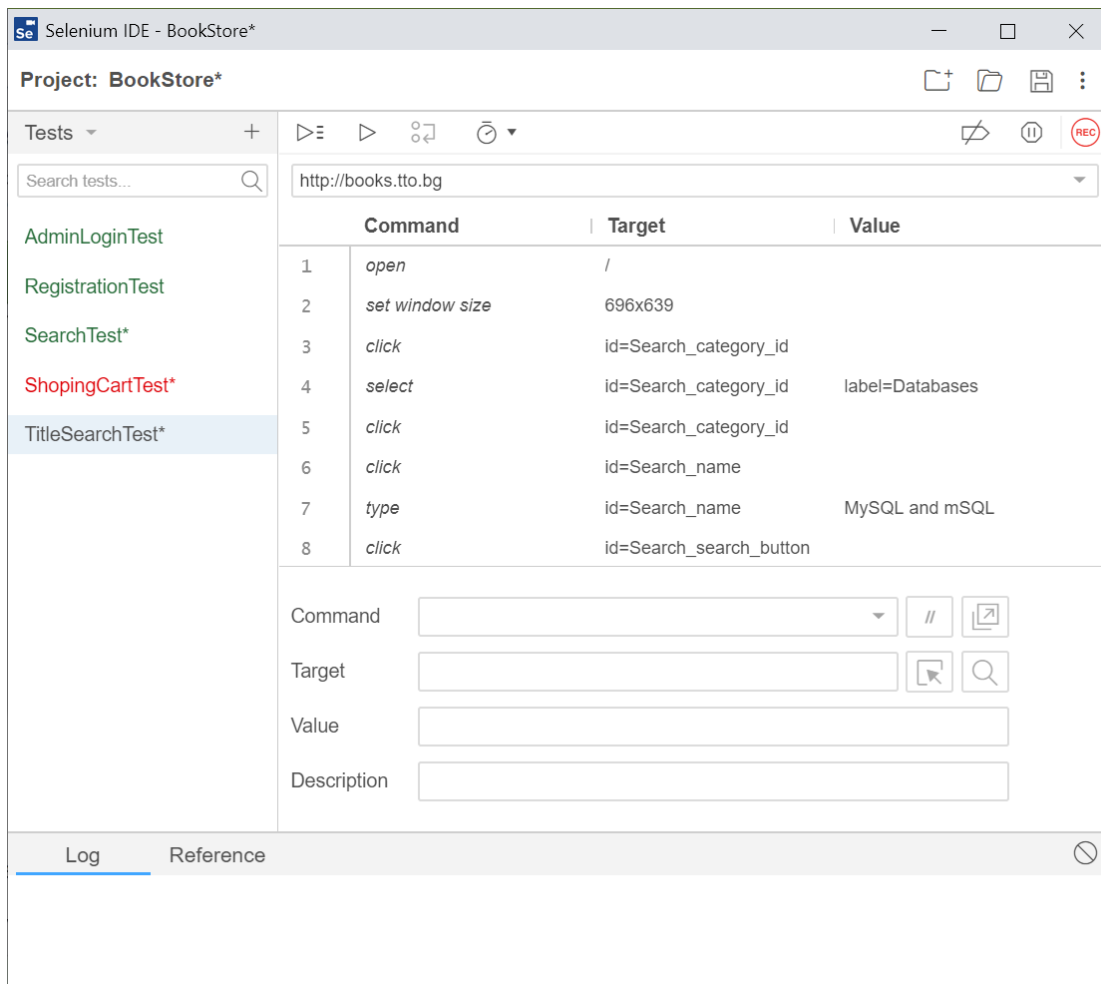 Se Selenium IDE - BookStore*
Project: BookStore*
Tests
REC
Search tests...
http://books.tto.bg
AdminLoginTest
RegistrationTest
SearchTest*
ShopingCartTest*
TitleSearchTest*
Command Target Value
1 open /
2 set window size 696x639
3 click id=Search_category_id
4 select id=Search_category_id label=Databases
5 click id=Search_category_id
6 click id=Search_name
7 type id=Search_name MySQL and mSQL
8 click id=Search_search_button
Command //
Target
Value
Description
Log Reference